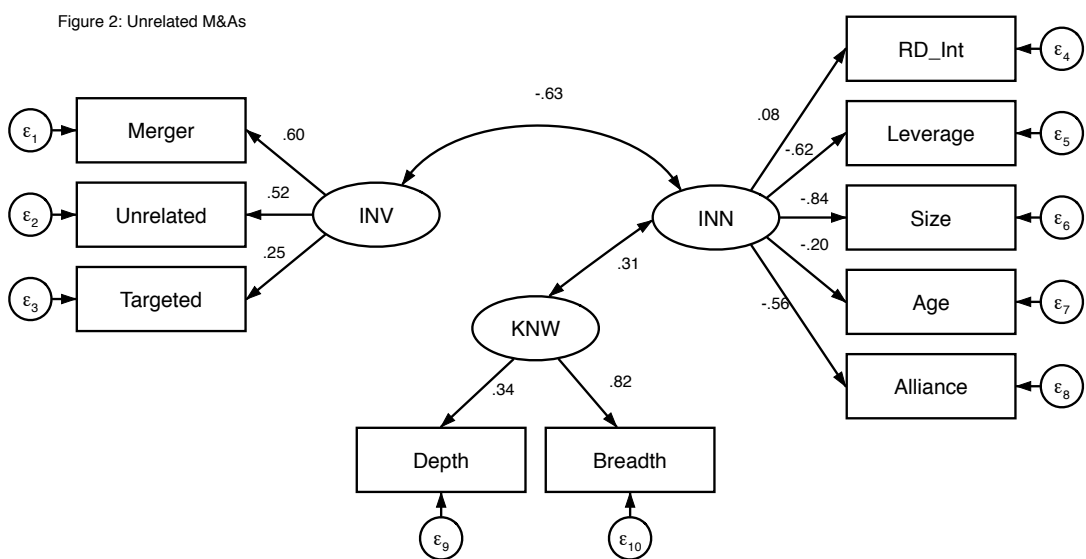 Figure 2: Unrelated M&As
-.63
RD_Int
ε4
.08
Merger
ε1
.60
Leverage
ε5
-.62
.52
Unrelated
ε2
INV
INN
-.84
Size
ε6
.25
-.20
.31
Targeted
ε3
Age
ε7
-.56
KNW
Alliance
ε8
.34
.82
Depth
Breadth
ε9
ε10